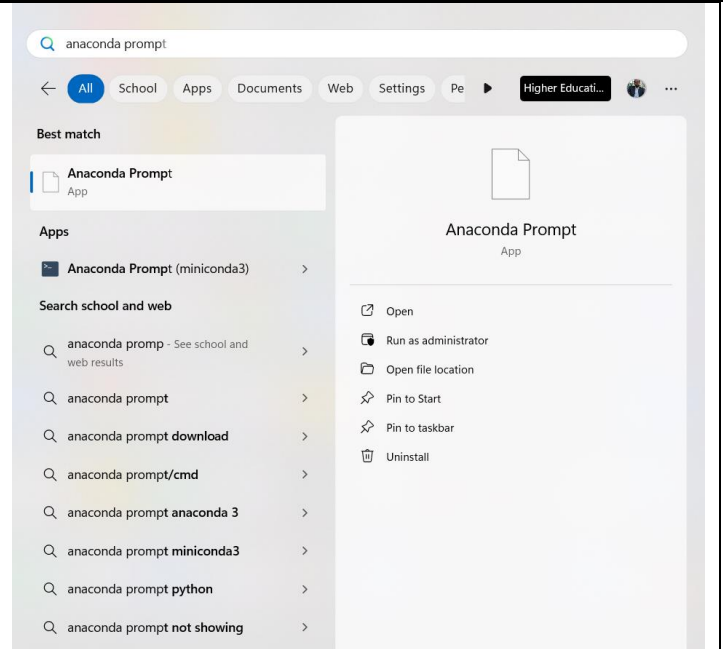 anaconda prompt
All School Apps Documents Web Settings Pe Higher Educati... ...
Best match
Anaconda Prompt
App
Apps
Anaconda Prompt (miniconda3)
Search school and web
anaconda promp - See school and
web results
anaconda prompt
anaconda prompt download
anaconda prompt/cmd
anaconda prompt anaconda 3
anaconda prompt miniconda3
anaconda prompt python
anaconda prompt not showing
Anaconda Prompt
App
Open
Run as administrator
Open file location
Pin to Start
Pin to taskbar
Uninstall